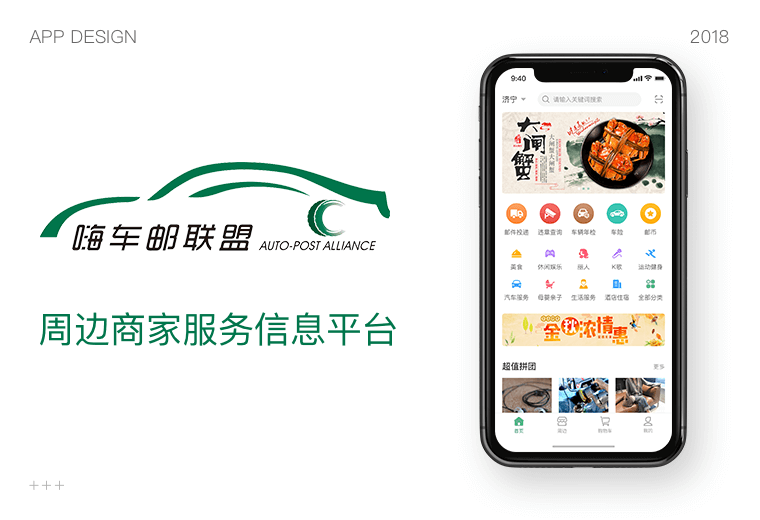 APP DESIGN
2018
嗨车邮联盟 AUTO-POST ALLIANCE
周边商家服务信息平台
9:40
济宁
请输入关键词搜索
大闸蟹
邮件投递 违章查询 车辆年检 车险 邮币
美食 休闲娱乐 丽人 K歌 运动健身
汽车服务 母婴亲子 生活服务 酒店住宿 全部分类
金秋浓情惠
超值拼团 更多
首页 周边 购物车 我的
+++